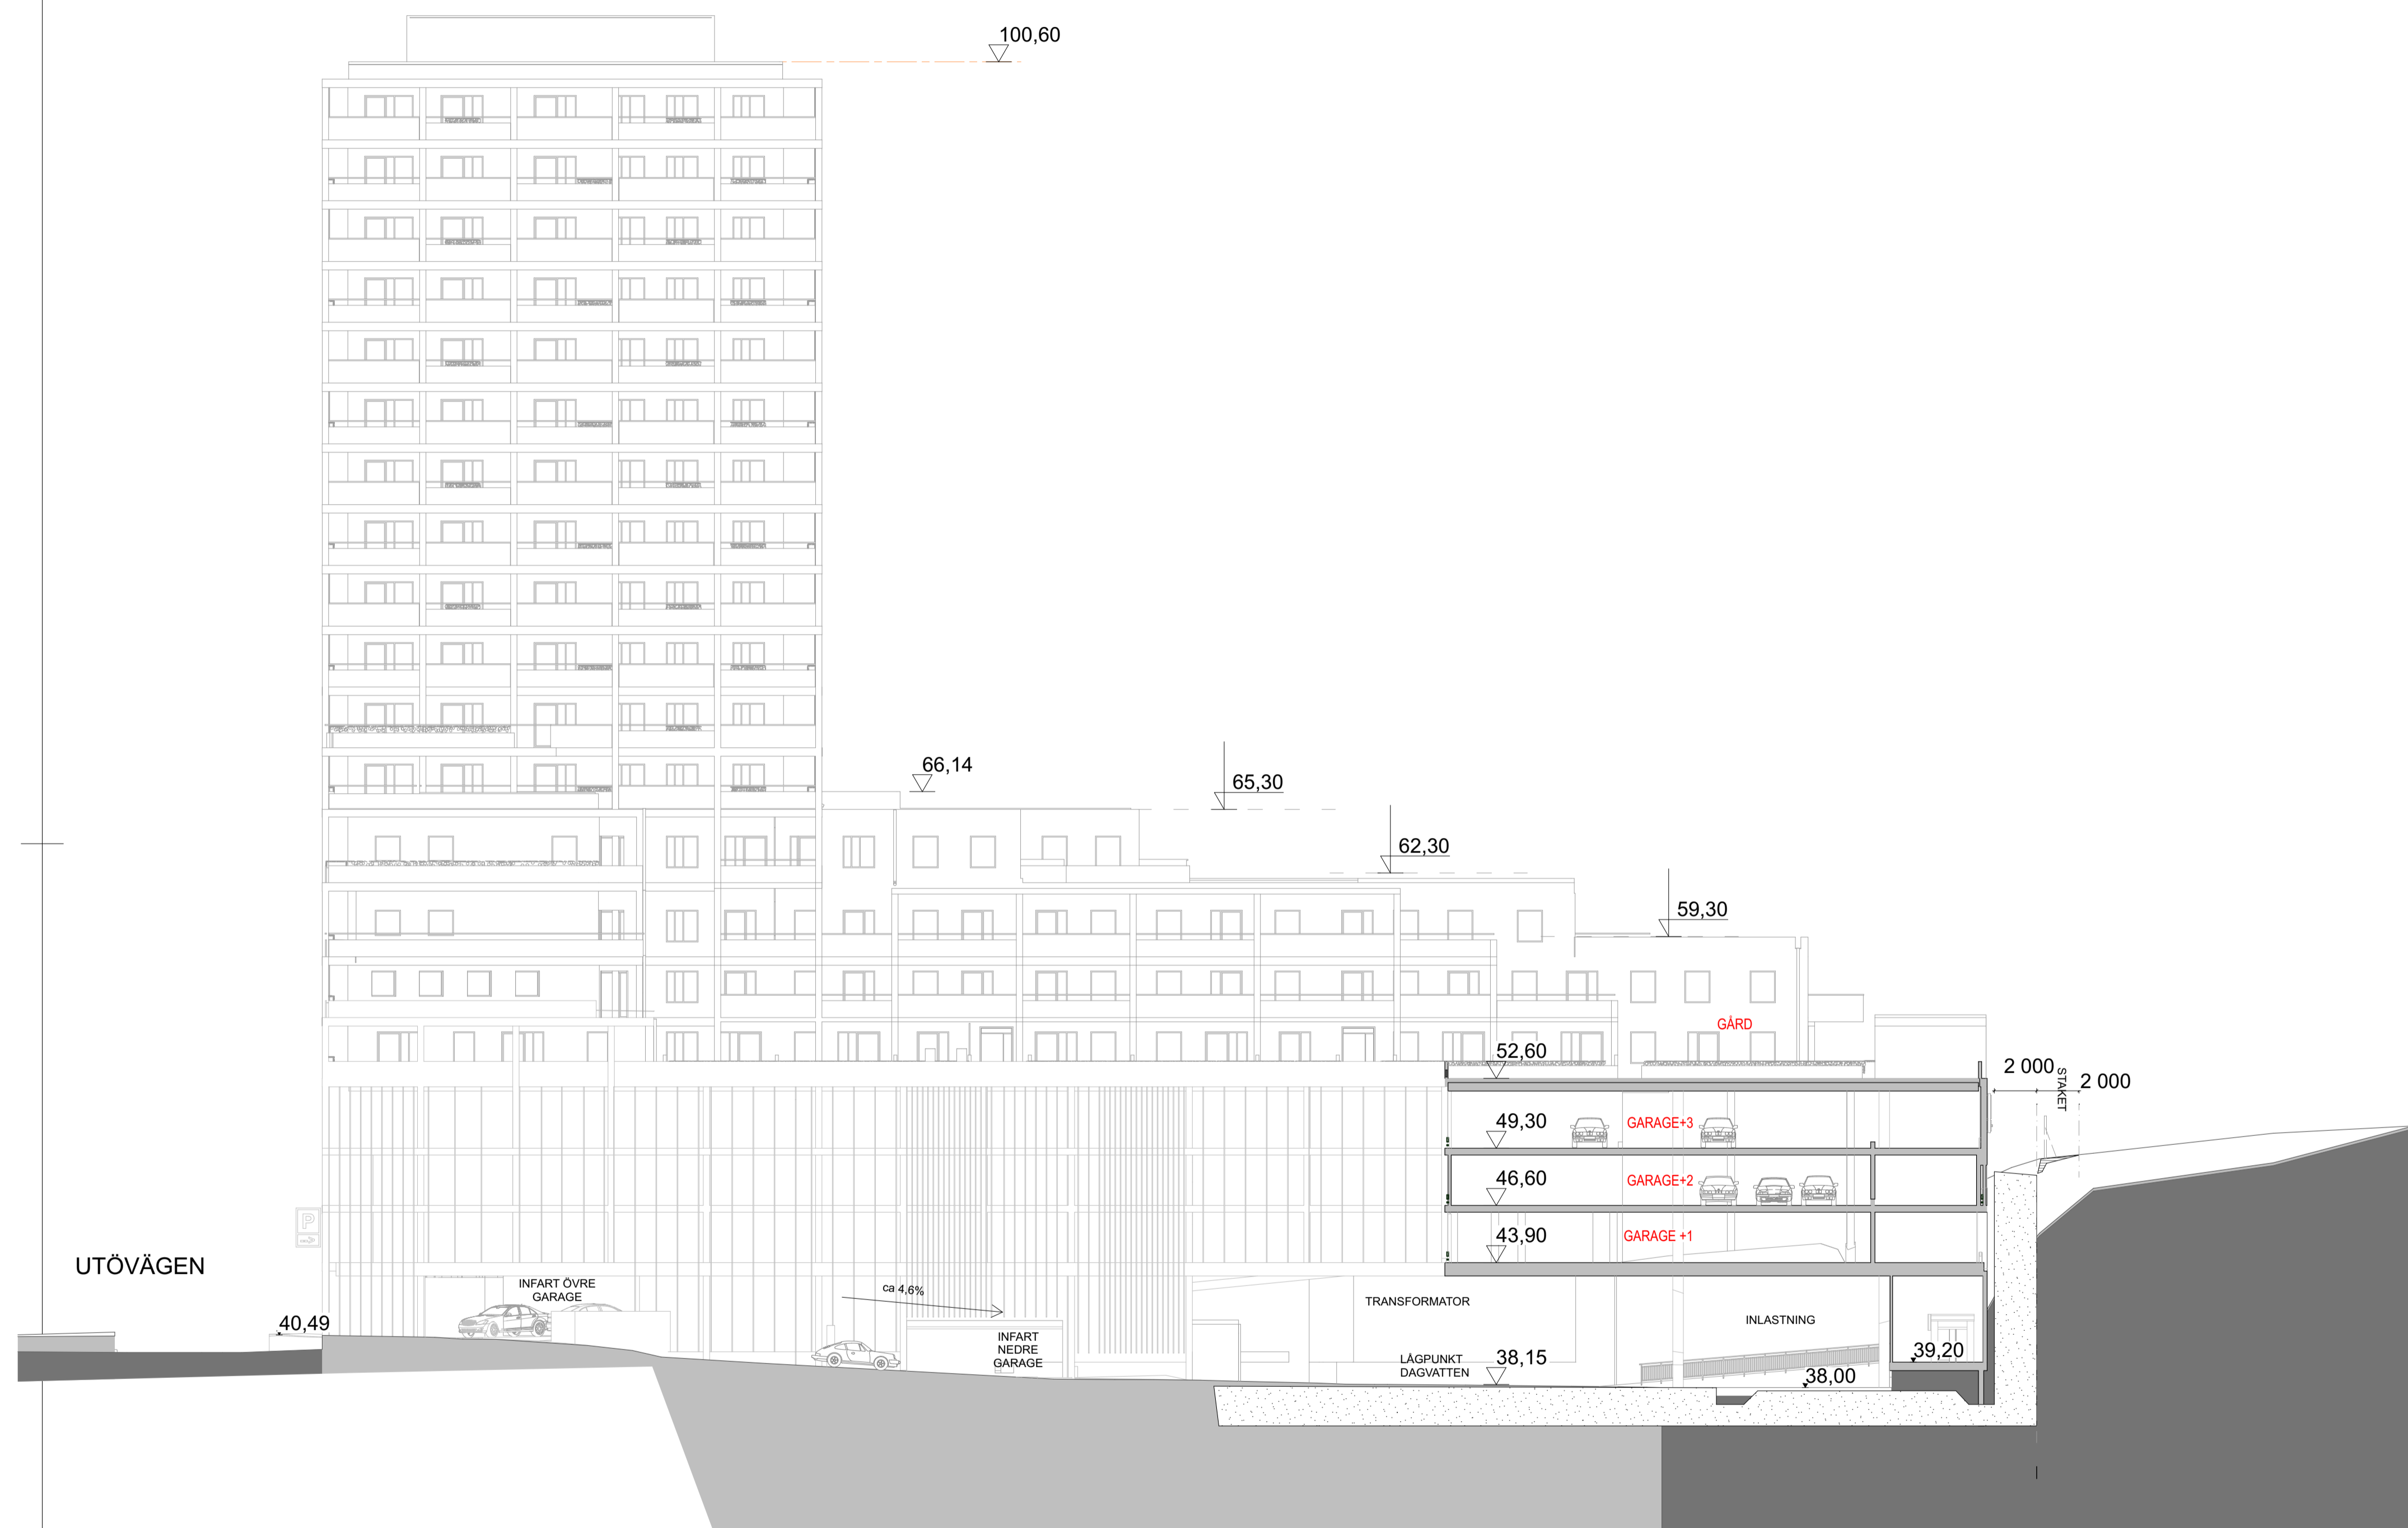 100,60
66,14
65,30
62,30
59,30
GÅRD
52,60
2 000
STAKET
2 000
49,30
GARAGE+3
46,60
GARAGE+2
43,90
GARAGE +1
P
UTÖVÄGEN
INFART ÖVRE
GARAGE
ca 4,6%
TRANSFORMATOR
INLASTNING
40,49
INFART
NEDRE
GARAGE
LÅGPUNKT
DAGVATTEN
38,15
39,20
38,00